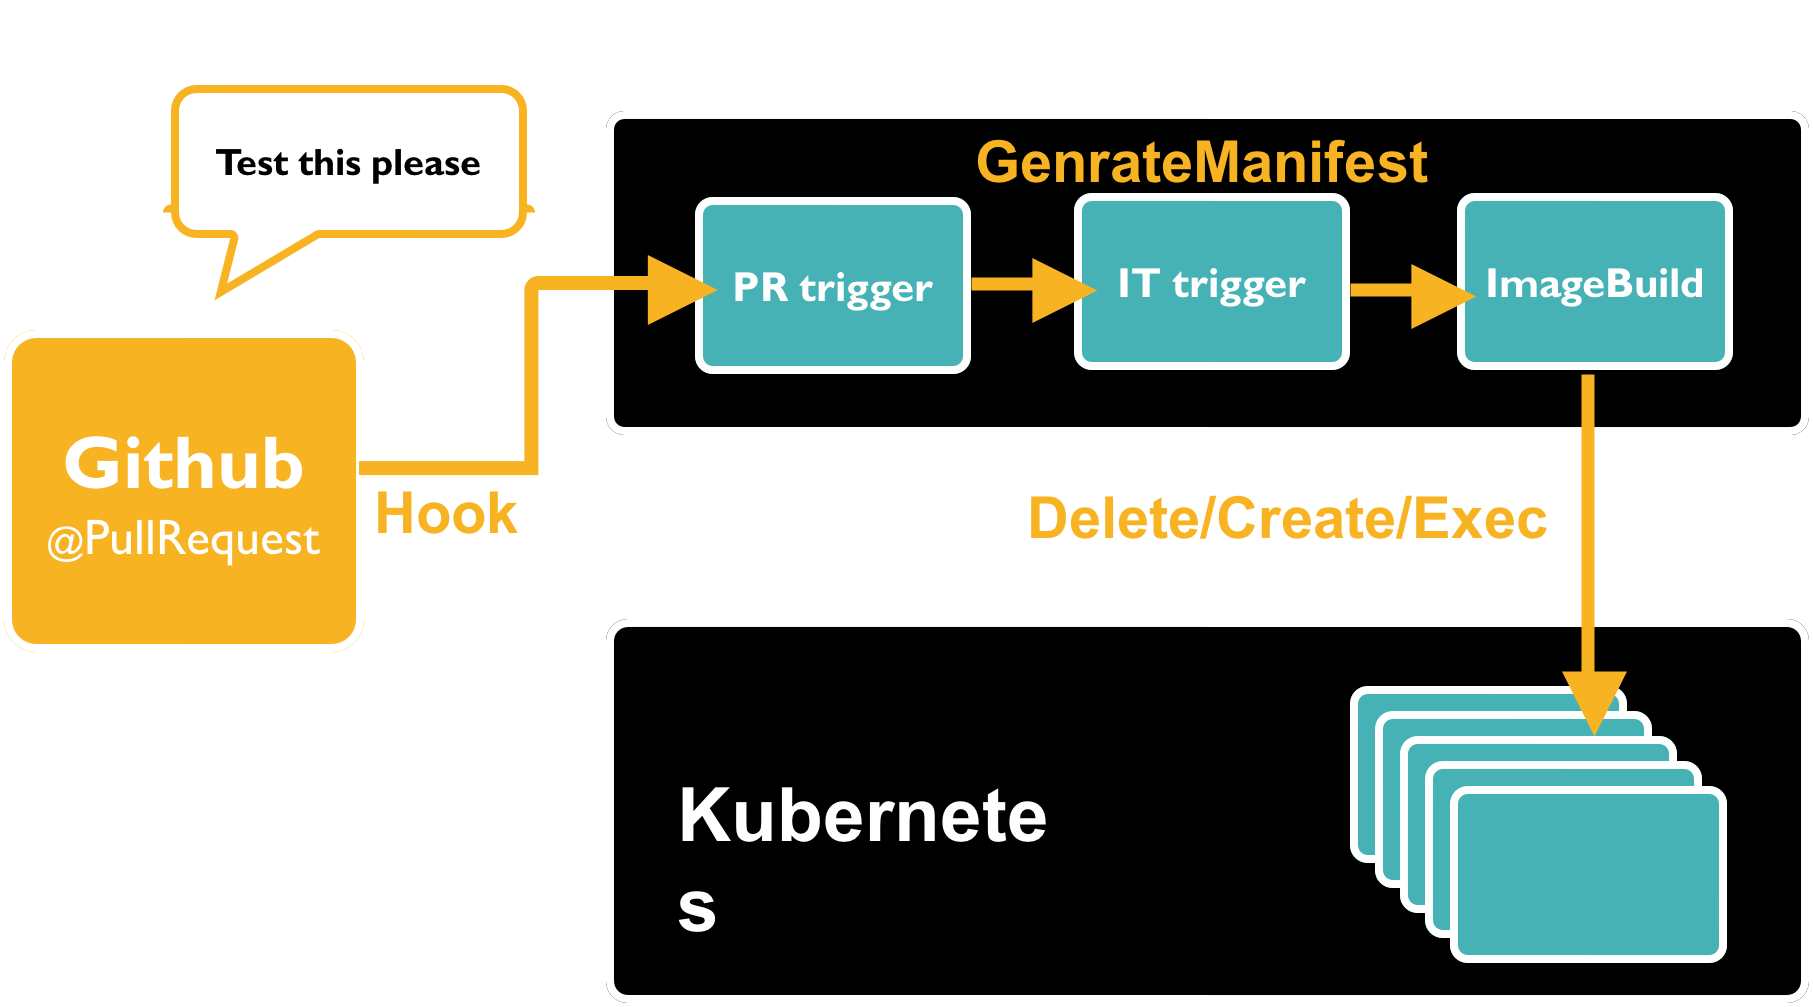 Test this please
Github
@PullRequest
Hook
GenrateManifest
PR trigger
IT trigger
ImageBuild
Delete/Create/Exec
Kubernete
s